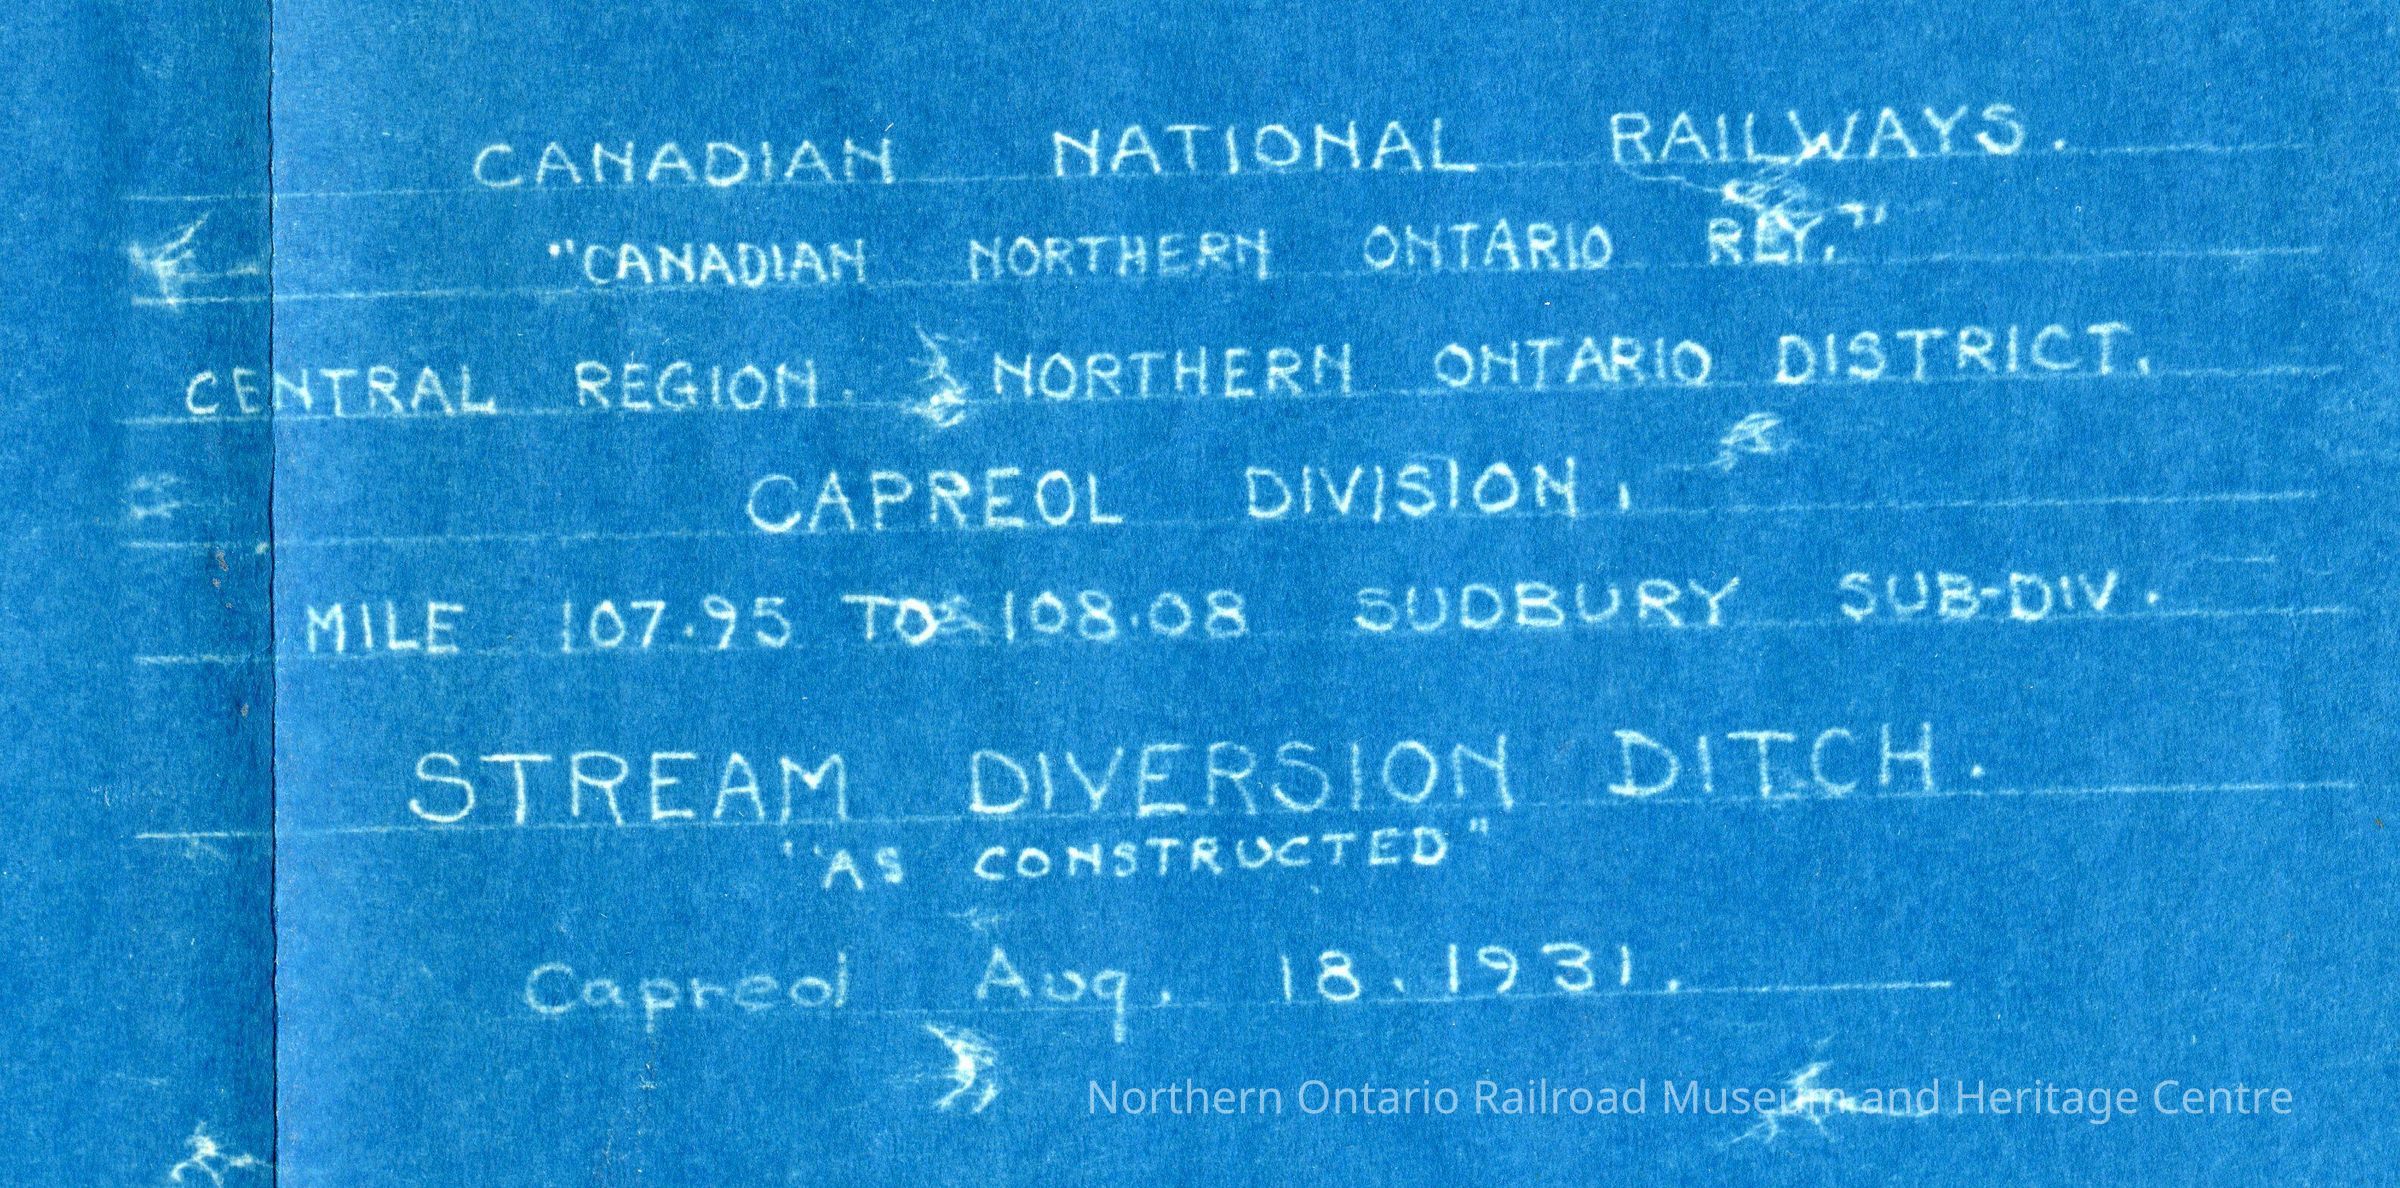 CANADIAN NATIONAL RAILWAYS.
"CANADIAN NORTHERN ONTARIO RLY."
CENTRAL REGION. NORTHERN ONTARIO DISTRICT.
CAPREOL DIVISION.
MILE 107.95 TO 108.08 SUDBURY SUB-DIV.
STREAM DIVERSION DITCH.
"AS CONSTRUCTED"
Capreol Aug. 18. 1931.
Northern Ontario Railroad Museum and Heritage Centre